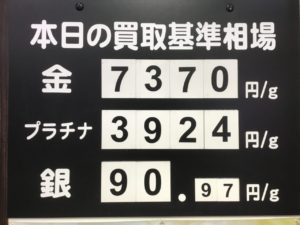 本日の買取基準相場
金 7370 円/g
プラチナ 3924 円/g
銀 90.97 円/g